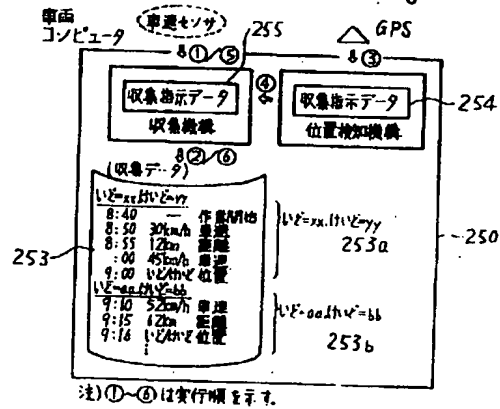 車両
コンピュータ
車速センサ
255
GPS
①/⑤
③
収集指示データ
収集機構
④
収集指示データ
位置検知機構
254
②/⑥
(収集データ)
いど=xx.けいど=yy
8:40 — 作業開始
8:50 30km/h 車速
8:55 12km 距離
:00 45km/h 車速
9:00 いど/けいど 位置
いど=aa.けいど=bb
9:10 52km/h 車速
9:15 62km 距離
9:16 いど/けいど 位置
253
いど=xx.けいど=yy
253a
250
いど=aa.けいど=bb
253b
注)①~⑥は実行順を示す.